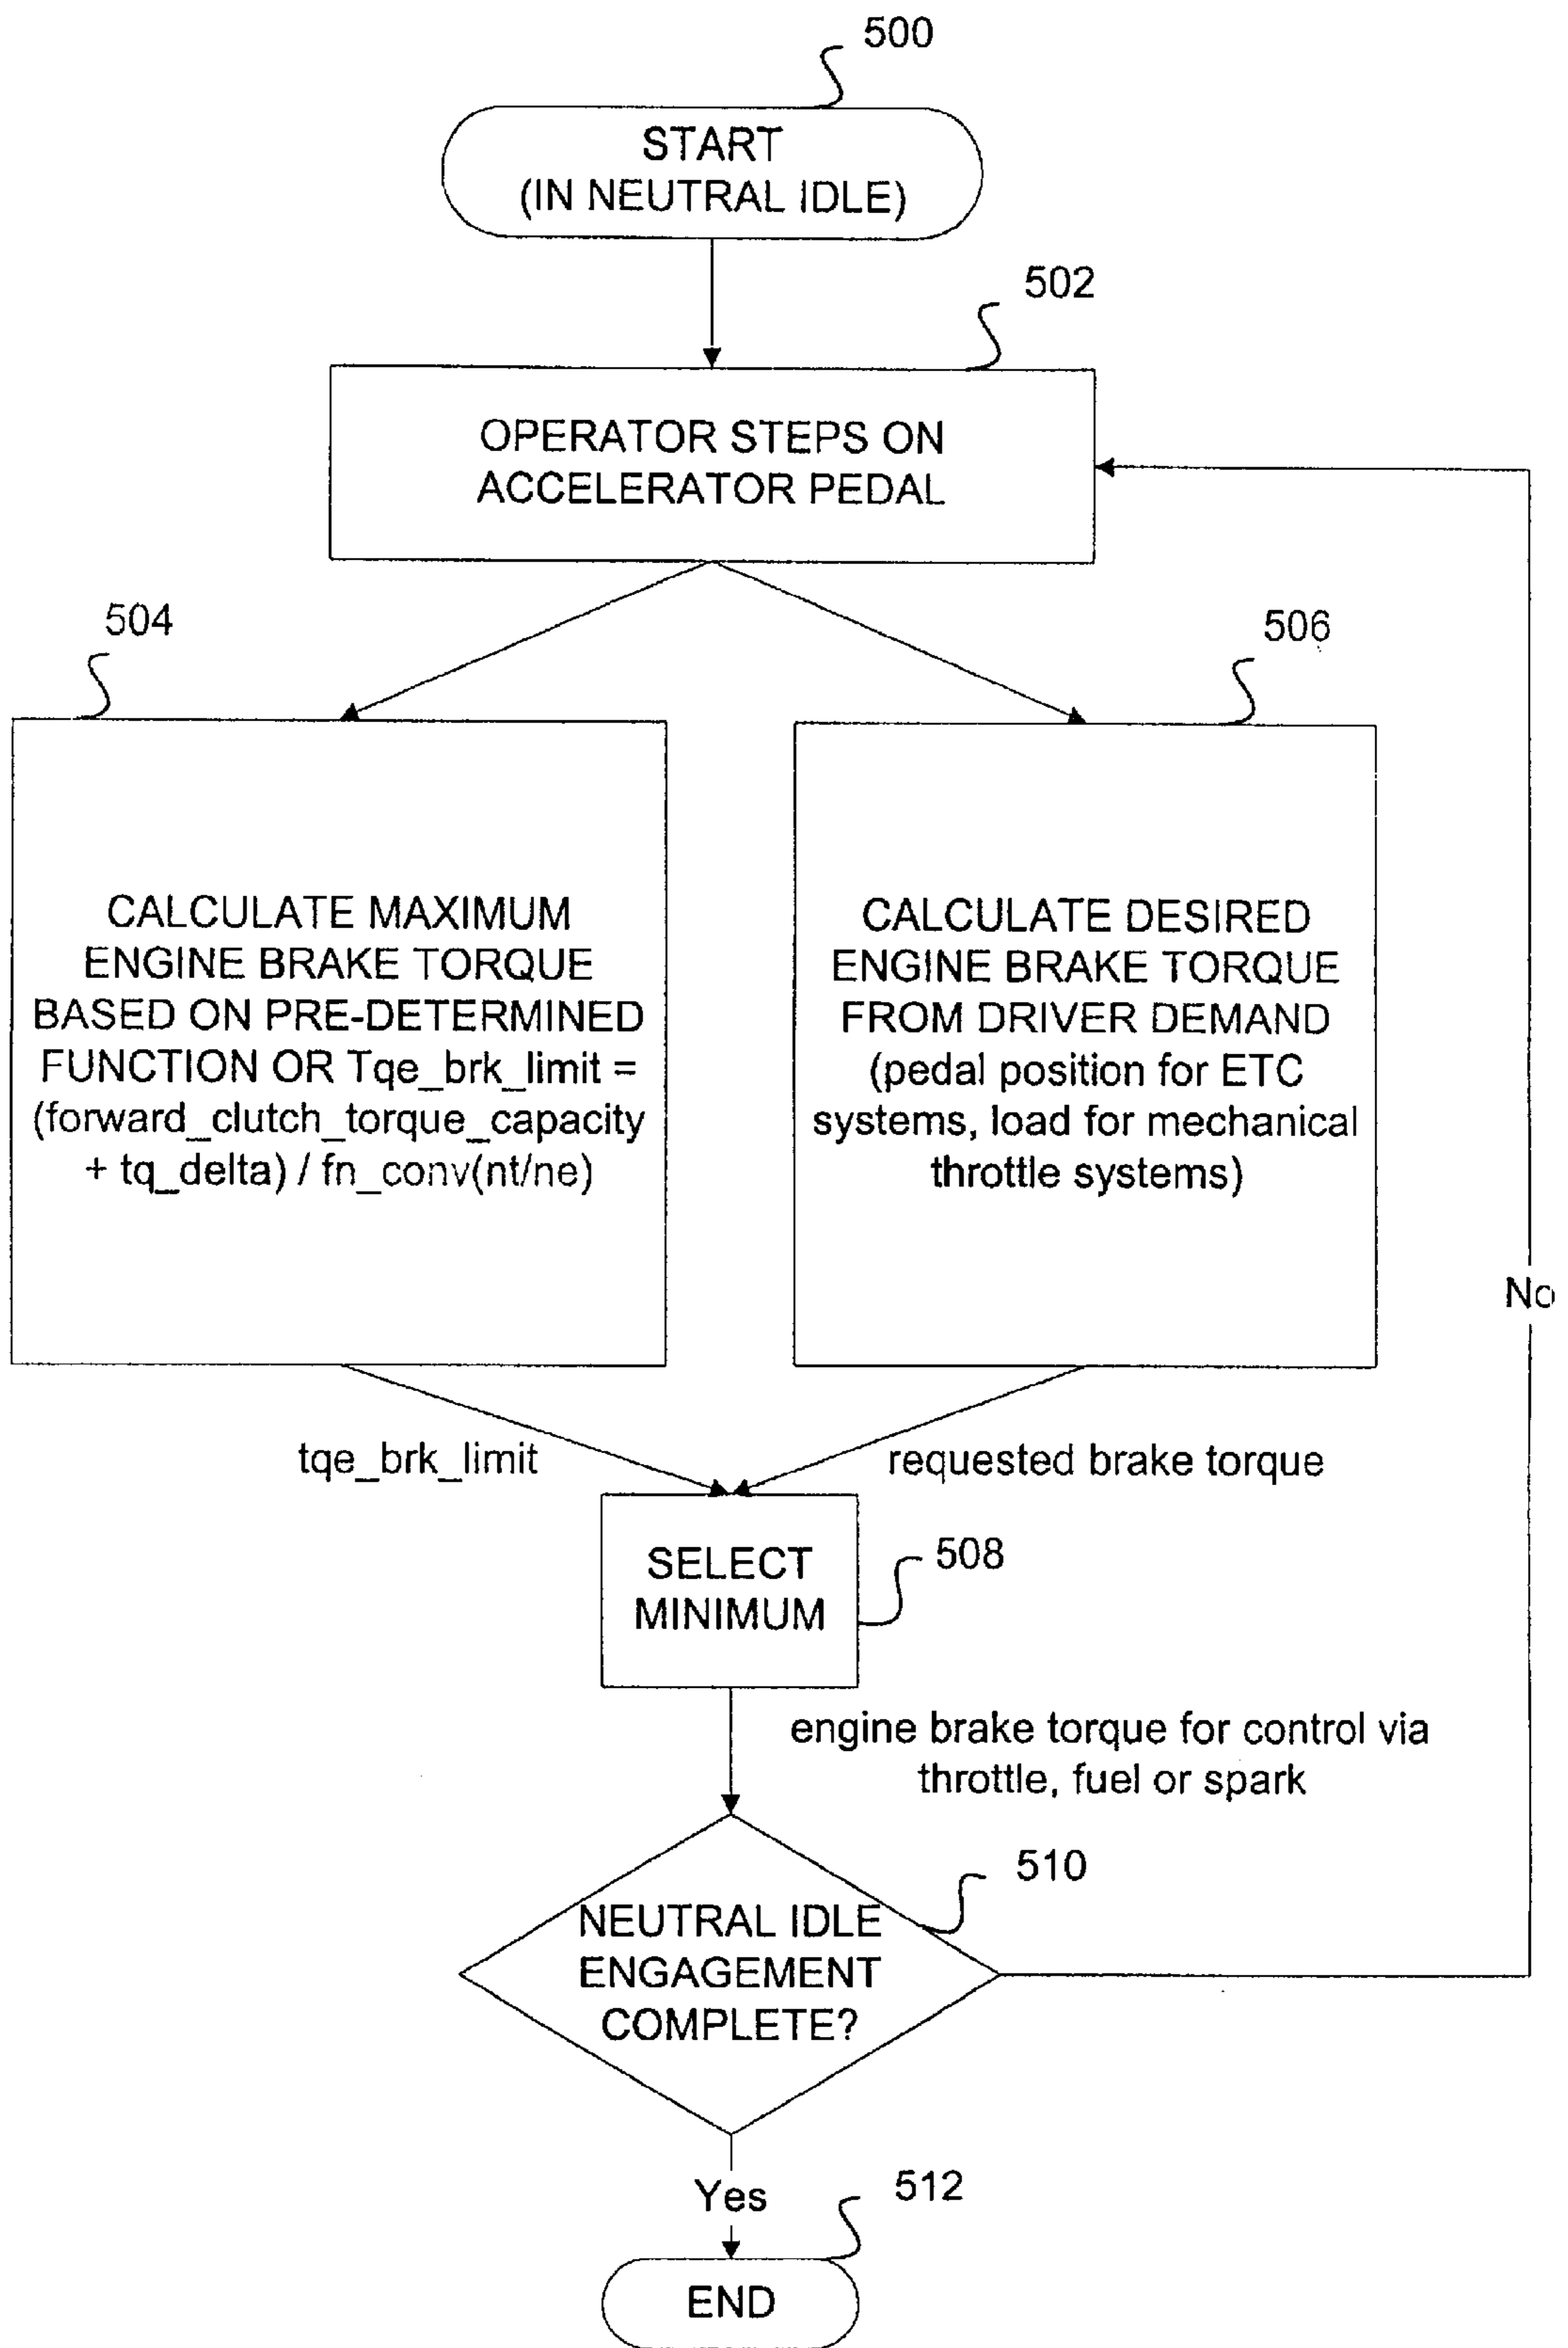 500
START
(IN NEUTRAL IDLE)
502
OPERATOR STEPS ON
ACCELERATOR PEDAL
504
506
CALCULATE MAXIMUM
ENGINE BRAKE TORQUE
BASED ON PRE-DETERMINED
FUNCTION OR Tqe_brk_limit =
(forward_clutch_torque_capacity
+ tq_delta) / fn_conv(nt/ne)
CALCULATE DESIRED
ENGINE BRAKE TORQUE
FROM DRIVER DEMAND
(pedal position for ETC
systems, load for mechanical
throttle systems)
No
tqe_brk_limit
requested brake torque
SELECT
MINIMUM
508
engine brake torque for control via
throttle, fuel or spark
510
NEUTRAL IDLE
ENGAGEMENT
COMPLETE?
Yes
512
END